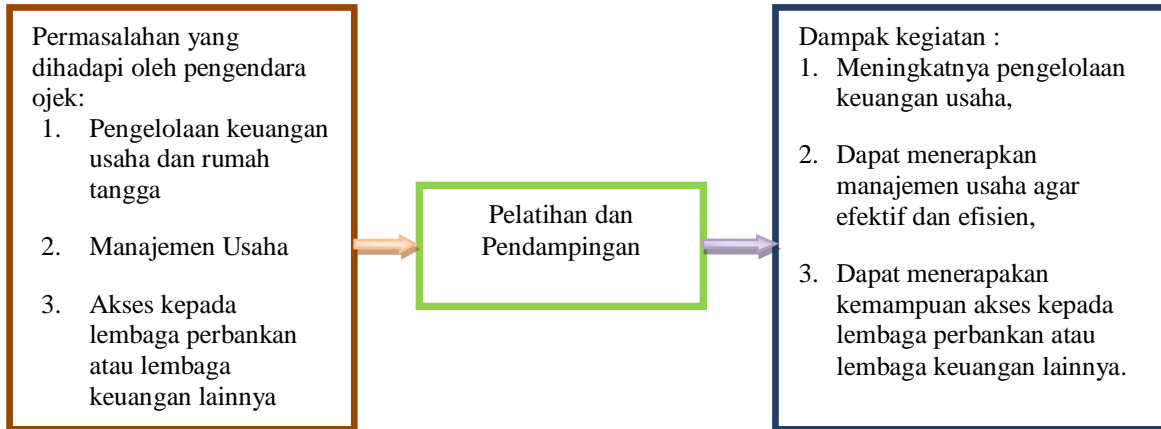 Permasalahan yang
dihadapi oleh pengendara
ojek:
1. Pengelolaan keuangan
usaha dan rumah
tangga
2. Manajemen Usaha
3. Akses kepada
lembaga perbankan
atau lembaga
keuangan lainnya
Pelatihan dan
Pendampingan
Dampak kegiatan :
1. Meningkatnya pengelolaan
keuangan usaha,
2. Dapat menerapkan
manajemen usaha agar
efektif dan efisien,
3. Dapat menerapakan
kemampuan akses kepada
lembaga perbankan atau
lembaga keuangan lainnya.